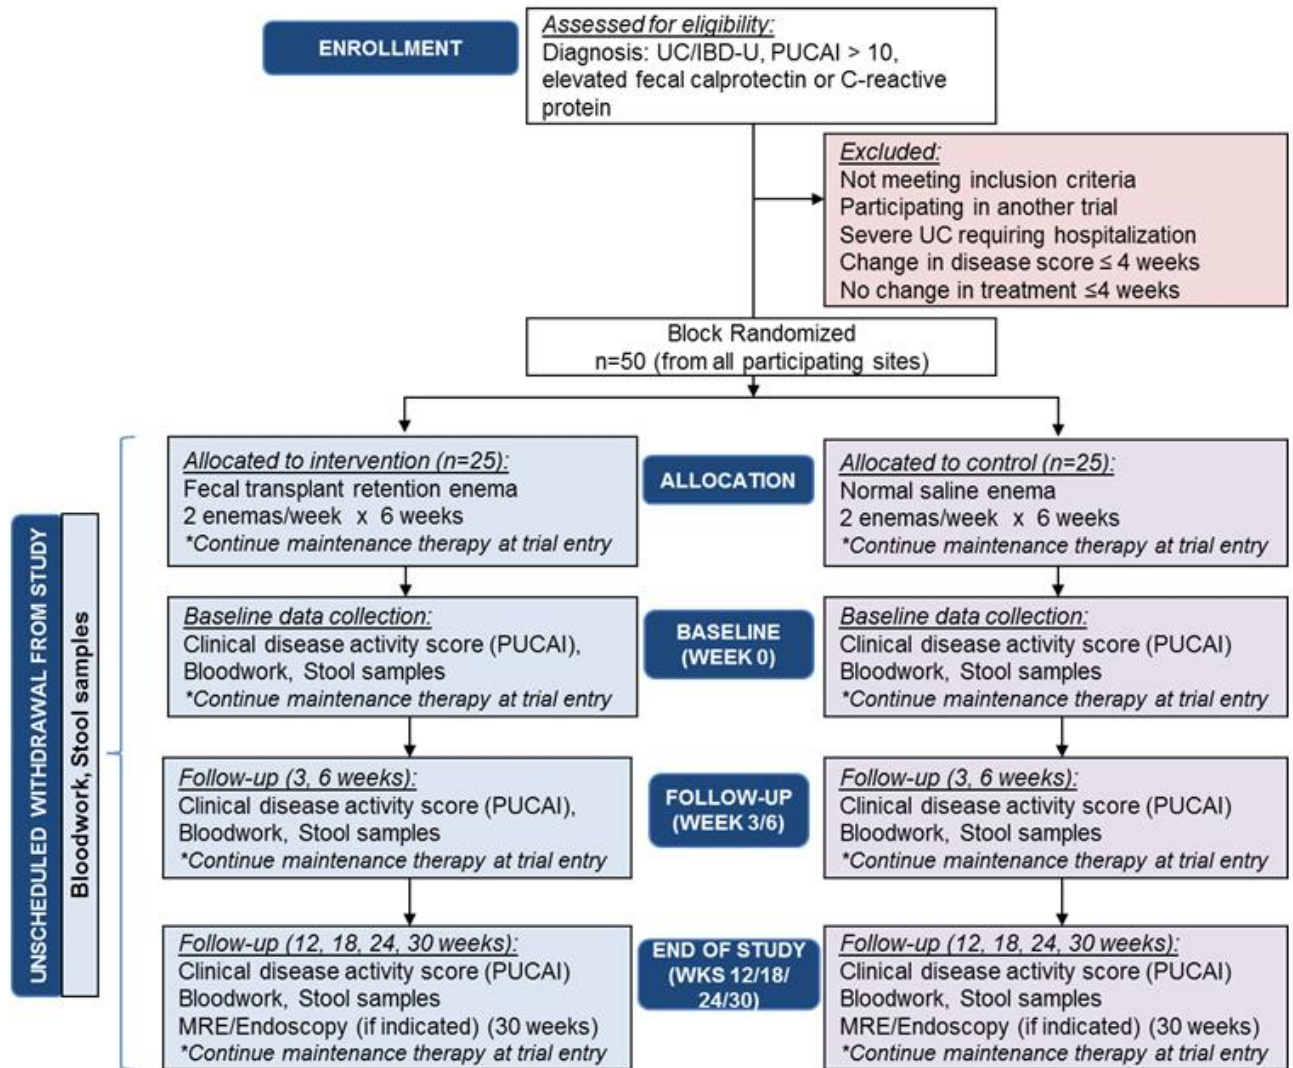 ENROLLMENT
Assessed for eligibility:
Diagnosis: UC/IBD-U, PUCAI > 10,
elevated fecal calprotectin or C-reactive
protein
Excluded:
Not meeting inclusion criteria
Participating in another trial
Severe UC requiring hospitalization
Change in disease score ≤ 4 weeks
No change in treatment ≤4 weeks
Block Randomized
n=50 (from all participating sites)
Allocated to intervention (n=25):
Fecal transplant retention enema
2 enemas/week x 6 weeks
*Continue maintenance therapy at trial entry
ALLOCATION
Allocated to control (n=25):
Normal saline enema
2 enemas/week x 6 weeks
*Continue maintenance therapy at trial entry
UNSCHEDULED WITHDRAWAL FROM STUDY
Bloodwork, Stool samples
Baseline data collection:
Clinical disease activity score (PUCAI),
Bloodwork, Stool samples
*Continue maintenance therapy at trial entry
BASELINE
(WEEK 0)
Baseline data collection:
Clinical disease activity score (PUCAI)
Bloodwork, Stool samples
*Continue maintenance therapy at trial entry
Follow-up (3, 6 weeks):
Clinical disease activity score (PUCAI),
Bloodwork, Stool samples
*Continue maintenance therapy at trial entry
FOLLOW-UP
(WEEK 3/6)
Follow-up (3, 6 weeks):
Clinical disease activity score (PUCAI)
Bloodwork, Stool samples
*Continue maintenance therapy at trial entry
Follow-up (12, 18, 24, 30 weeks):
Clinical disease activity score (PUCAI)
Bloodwork, Stool samples
MRE/Endoscopy (if indicated) (30 weeks)
*Continue maintenance therapy at trial entry
END OF STUDY
(WKS 12/18/
24/30)
Follow-up (12, 18, 24, 30 weeks):
Clinical disease activity score (PUCAI)
Bloodwork, Stool samples
MRE/Endoscopy (if indicated) (30 weeks)
*Continue maintenance therapy at trial entry